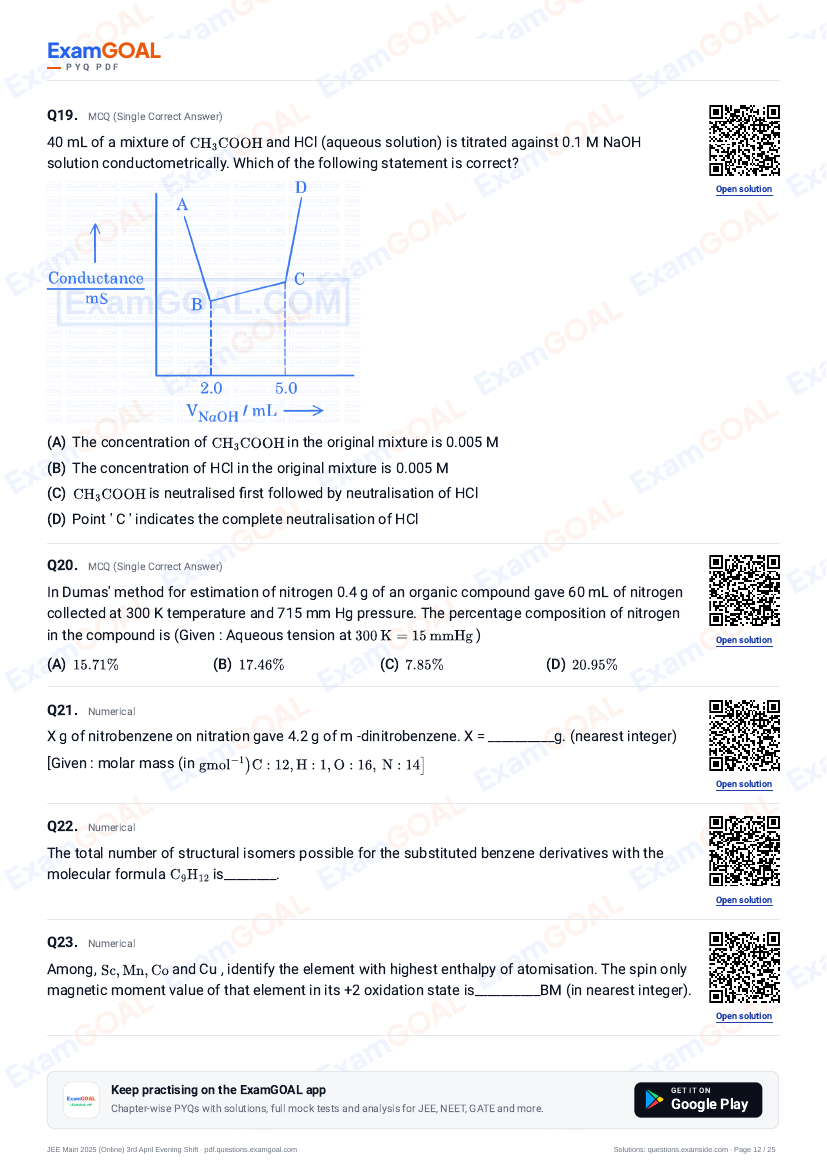 ExamGOAL
PYQ PDF
Q19. MCQ (Single Correct Answer)
40 mL of a mixture of CH₃COOH and HCl (aqueous solution) is titrated against 0.1 M NaOH
solution conductometrically. Which of the following statement is correct?
Open solution
D
A
Conductance
mS
C
B
ExamGOAL.COM
2.0 5.0
V_NaOH / mL ⟶
(A) The concentration of CH₃COOH in the original mixture is 0.005 M
(B) The concentration of HCl in the original mixture is 0.005 M
(C) CH₃COOH is neutralised first followed by neutralisation of HCl
(D) Point ' C ' indicates the complete neutralisation of HCl
Q20. MCQ (Single Correct Answer)
In Dumas' method for estimation of nitrogen 0.4 g of an organic compound gave 60 mL of nitrogen
collected at 300 K temperature and 715 mm Hg pressure. The percentage composition of nitrogen
in the compound is (Given : Aqueous tension at 300 K = 15 mmHg )
Open solution
(A) 15.71% (B) 17.46% (C) 7.85% (D) 20.95%
Q21. Numerical
X g of nitrobenzene on nitration gave 4.2 g of m -dinitrobenzene. X = __________g. (nearest integer)
[Given : molar mass (in gmol⁻¹) C : 12, H : 1, O : 16, N : 14]
Open solution
Q22. Numerical
The total number of structural isomers possible for the substituted benzene derivatives with the
molecular formula C₉H₁₂ is________.
Open solution
Q23. Numerical
Among, Sc, Mn, Co and Cu , identify the element with highest enthalpy of atomisation. The spin only
magnetic moment value of that element in its +2 oxidation state is__________BM (in nearest integer).
Open solution
Keep practising on the ExamGOAL app
Chapter-wise PYQs with solutions, full mock tests and analysis for JEE, NEET, GATE and more.
GET IT ON
Google Play
JEE Main 2025 (Online) 3rd April Evening Shift · pdf.questions.examgoal.com
Solutions: questions.examside.com · Page 12 / 25